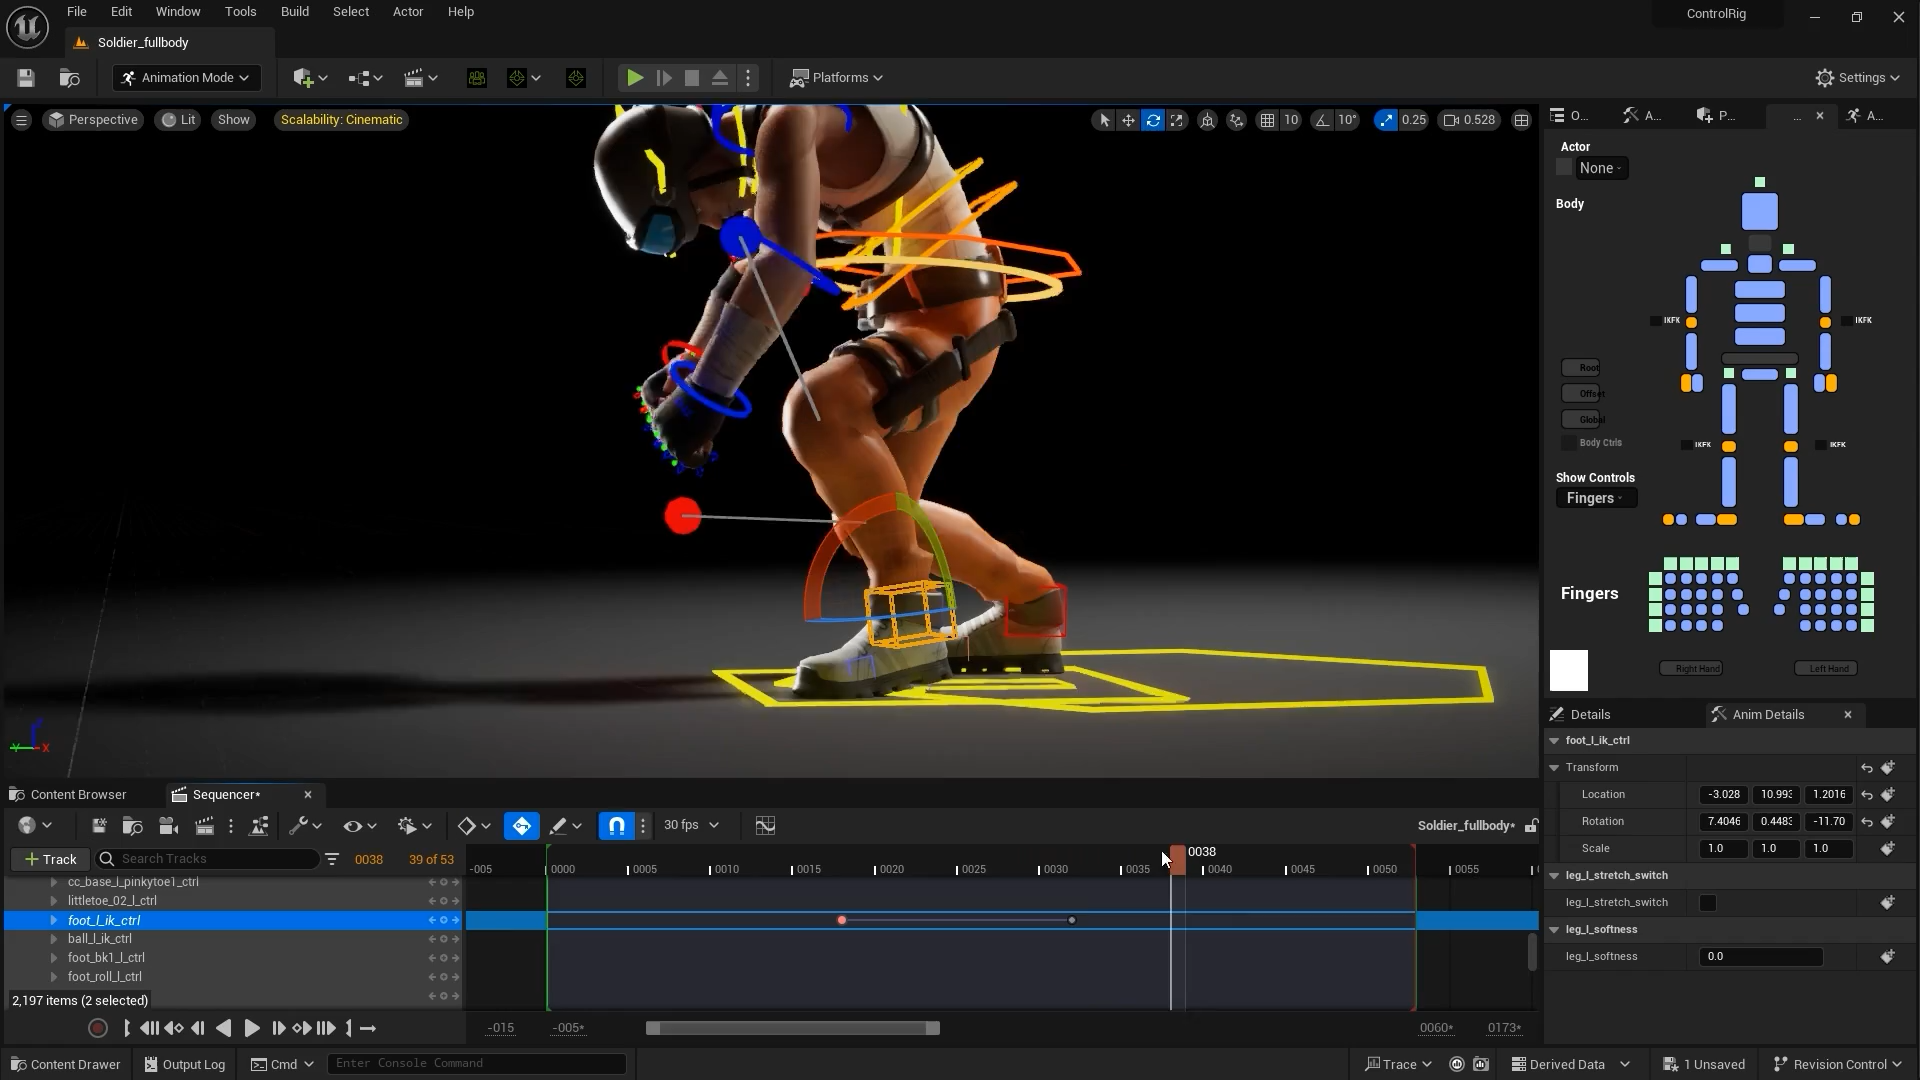 File Edit Window Tools Build Select Actor Help
ControlRig
Soldier_fullbody
Animation Mode
Platforms
Settings
Perspective Lit Show Scalability: Cinematic
10 10° 0.25 0.528
O... A... P... ... A...
Actor
None
Body
IKFK IKFK
Root
Offset
Global
Body Ctrls
IKFK IKFK
Show Controls
Fingers
Fingers
Right Hand Left Hand
Details Anim Details
foot_l_ik_ctrl
Transform
Location -3.028 10.993 1.2016
Rotation 7.4046 0.4483 -11.70
Scale 1.0 1.0 1.0
leg_l_stretch_switch
leg_l_stretch_switch
leg_l_softness
leg_l_softness 0.0
Content Browser Sequencer*
30 fps
Soldier_fullbody*
+ Track Search Tracks 0038 39 of 53
0038
-005 0000 0005 0010 0015 0020 0025 0030 0035 0040 0045 0050 0055
cc_base_l_pinkytoe1_ctrl
littletoe_02_l_ctrl
foot_l_ik_ctrl
ball_l_ik_ctrl
foot_bk1_l_ctrl
foot_roll_l_ctrl
2,197 items (2 selected)
-015 -005* 0060* 0173*
Content Drawer Output Log Cmd Enter Console Command
Trace Derived Data 1 Unsaved Revision Control